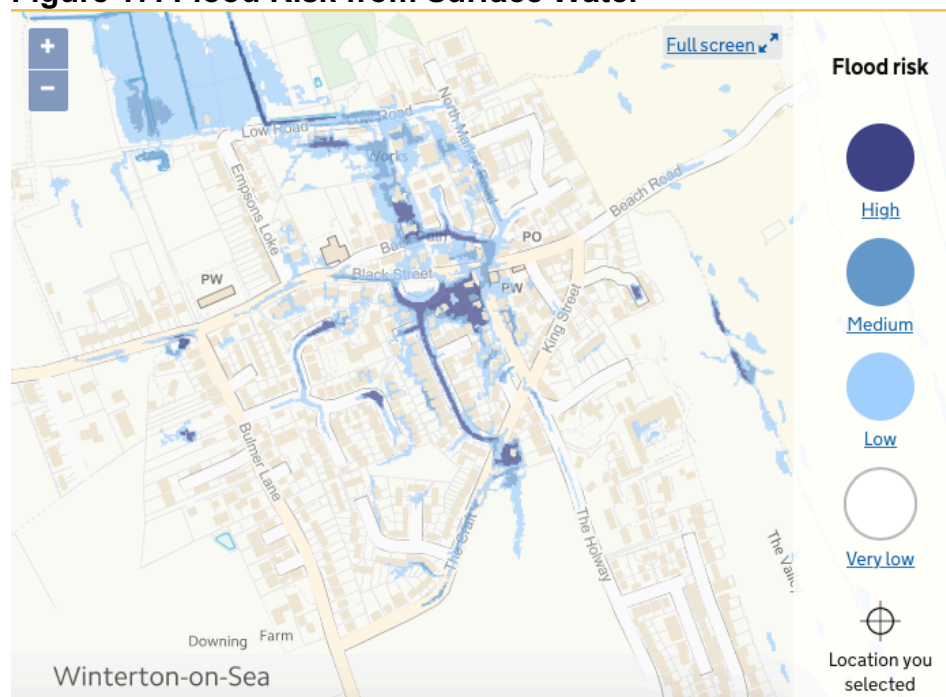 Full screen
Flood risk
High
Medium
Low
Very low
Location you
selected
Low Road
Low Road
Works
North Market Road
Beach Road
Empsons Loke
Back Path
PO
Black Street
PW
PW
King Street
Bulmer Lane
The Craft
The Holway
The Valley
Downing Farm
Winterton-on-Sea